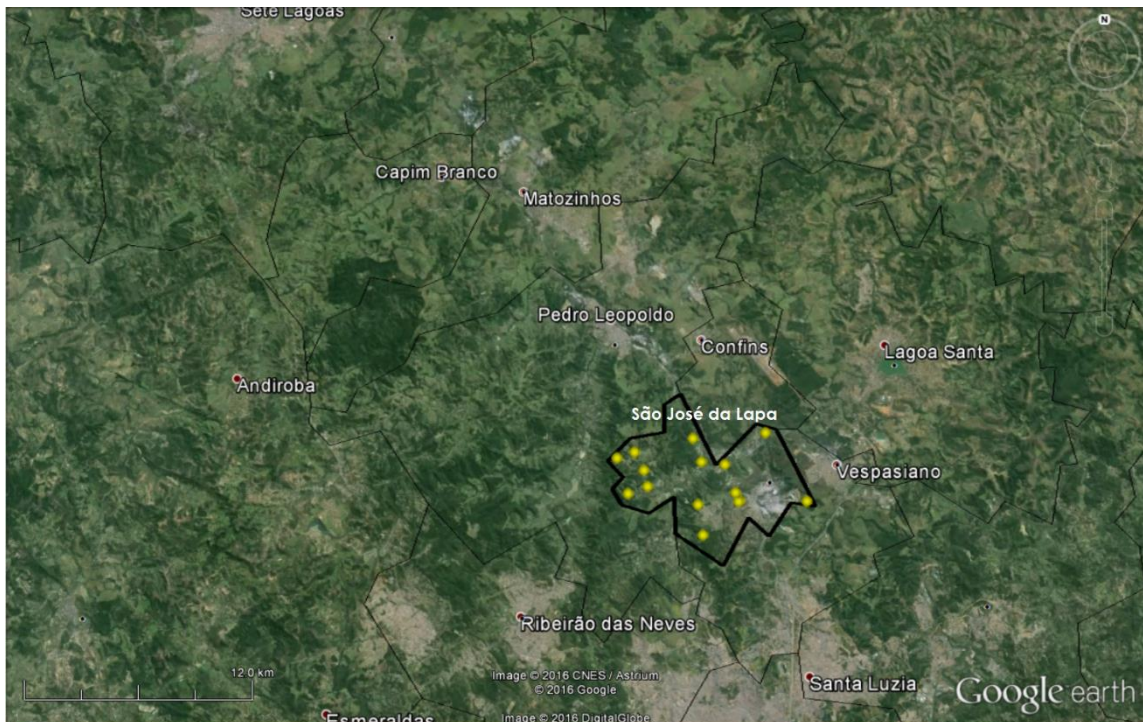 Sete Lagoas
N
Capim Branco
Matozinhos
Pedro Leopoldo
Confins
Lagoa Santa
Andiroba
São José da Lapa
Vespasiano
Ribeirão das Neves
12.0 km
Image © 2016 CNES / Astrium
© 2016 Google
Santa Luzia
Google earth
Esmeraldas
Image © 2016 DigitalGlobe